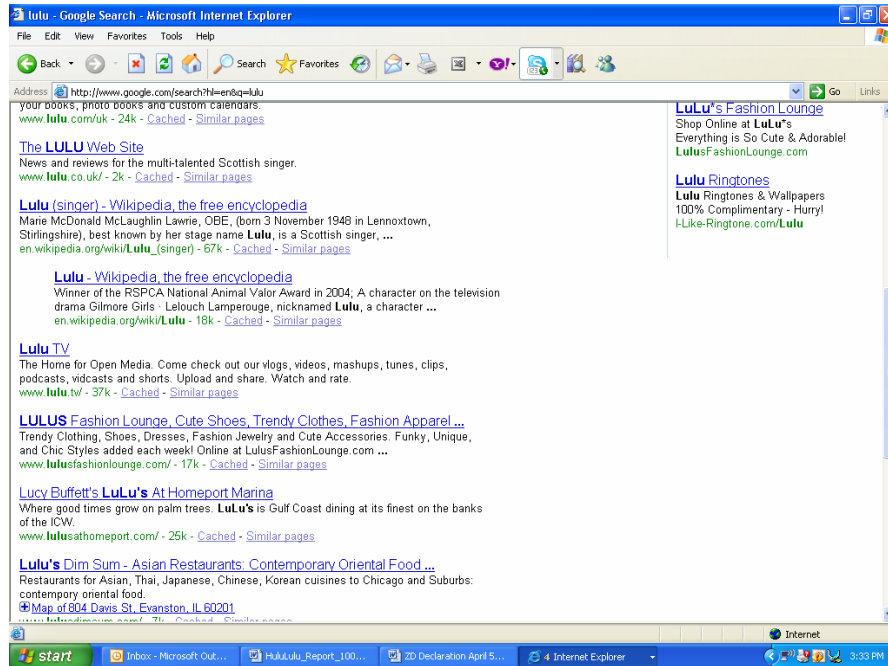 lulu - Google Search - Microsoft Internet Explorer
File Edit View Favorites Tools Help
Back Search Favorites
Address http://www.google.com/search?hl=en&q=lulu Go Links
your books, photo books and custom calendars.
www.lulu.com/uk - 24k - Cached - Similar pages
The LULU Web Site
News and reviews for the multi-talented Scottish singer.
www.lulu.co.uk/ - 2k - Cached - Similar pages
Lulu (singer) - Wikipedia, the free encyclopedia
Marie McDonald McLaughlin Lawrie, OBE, (born 3 November 1948 in Lennoxtown,
Stirlingshire), best known by her stage name Lulu, is a Scottish singer, ...
en.wikipedia.org/wiki/Lulu_(singer) - 67k - Cached - Similar pages
Lulu - Wikipedia, the free encyclopedia
Winner of the RSPCA National Animal Valor Award in 2004; A character on the television
drama Gilmore Girls · Lelouch Lamperouge, nicknamed Lulu, a character ...
en.wikipedia.org/wiki/Lulu - 18k - Cached - Similar pages
Lulu TV
The Home for Open Media. Come check out our vlogs, videos, mashups, tunes, clips,
podcasts, vidcasts and shorts. Upload and share. Watch and rate.
www.lulu.tv/ - 37k - Cached - Similar pages
LULUS Fashion Lounge, Cute Shoes, Trendy Clothes, Fashion Apparel ...
Trendy Clothing, Shoes, Dresses, Fashion Jewelry and Cute Accessories. Funky, Unique,
and Chic Styles added each week! Online at LulusFashionLounge.com ...
www.lulusfashionlounge.com/ - 17k - Cached - Similar pages
Lucy Buffett's LuLu's At Homeport Marina
Where good times grow on palm trees. LuLu's is Gulf Coast dining at its finest on the banks
of the ICW.
www.lulusathomeport.com/ - 25k - Cached - Similar pages
Lulu's Dim Sum - Asian Restaurants: Contemporary Oriental Food ...
Restaurants for Asian, Thai, Japanese, Chinese, Korean cuisines to Chicago and Suburbs:
contempory oriental food.
Map of 804 Davis St, Evanston, IL 60201
www.lulusdimsum.com/ - 7k - Cached - Similar pages
LuLu*s Fashion Lounge
Shop Online at LuLu*s
Everything is So Cute & Adorable!
LulusFashionLounge.com
Lulu Ringtones
Lulu Ringtones & Wallpapers
100% Complimentary - Hurry!
I-Like-Ringtone.com/Lulu
Internet
start Inbox - Microsoft Out... HuluLulu_Report_100... ZD Declaration April 5... 4 Internet Explorer 3:33 PM